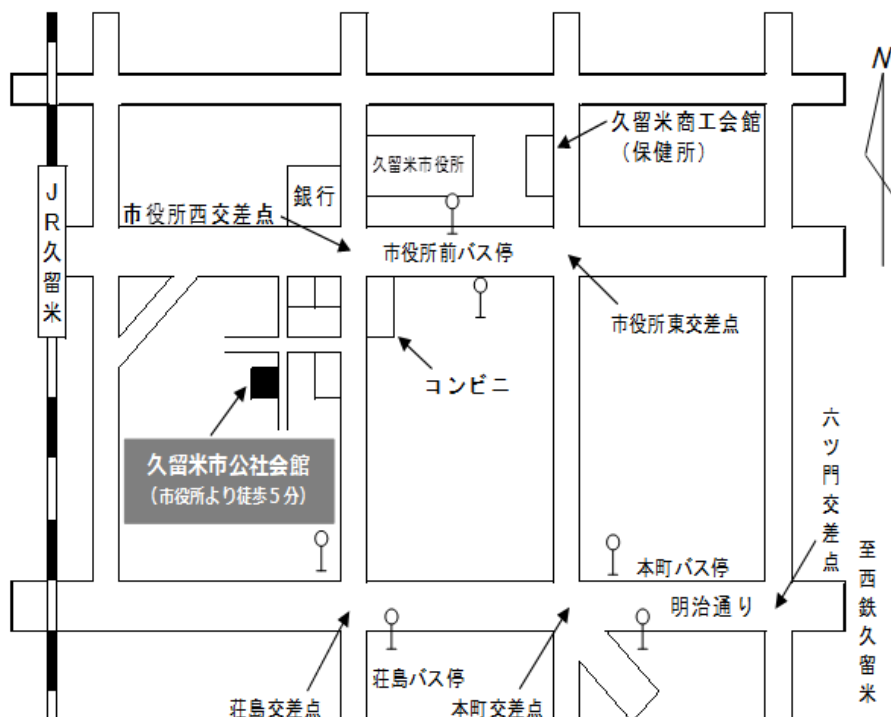 N
久留米商工会館
（保健所）
久留米市役所
銀行
市役所西交差点
JR久留米
市役所前バス停
市役所東交差点
コンビニ
久留米市公社会館
（市役所より徒歩5分）
六ツ門交差点
至西鉄久留米
本町バス停
明治通り
荘島バス停
荘島交差点
本町交差点